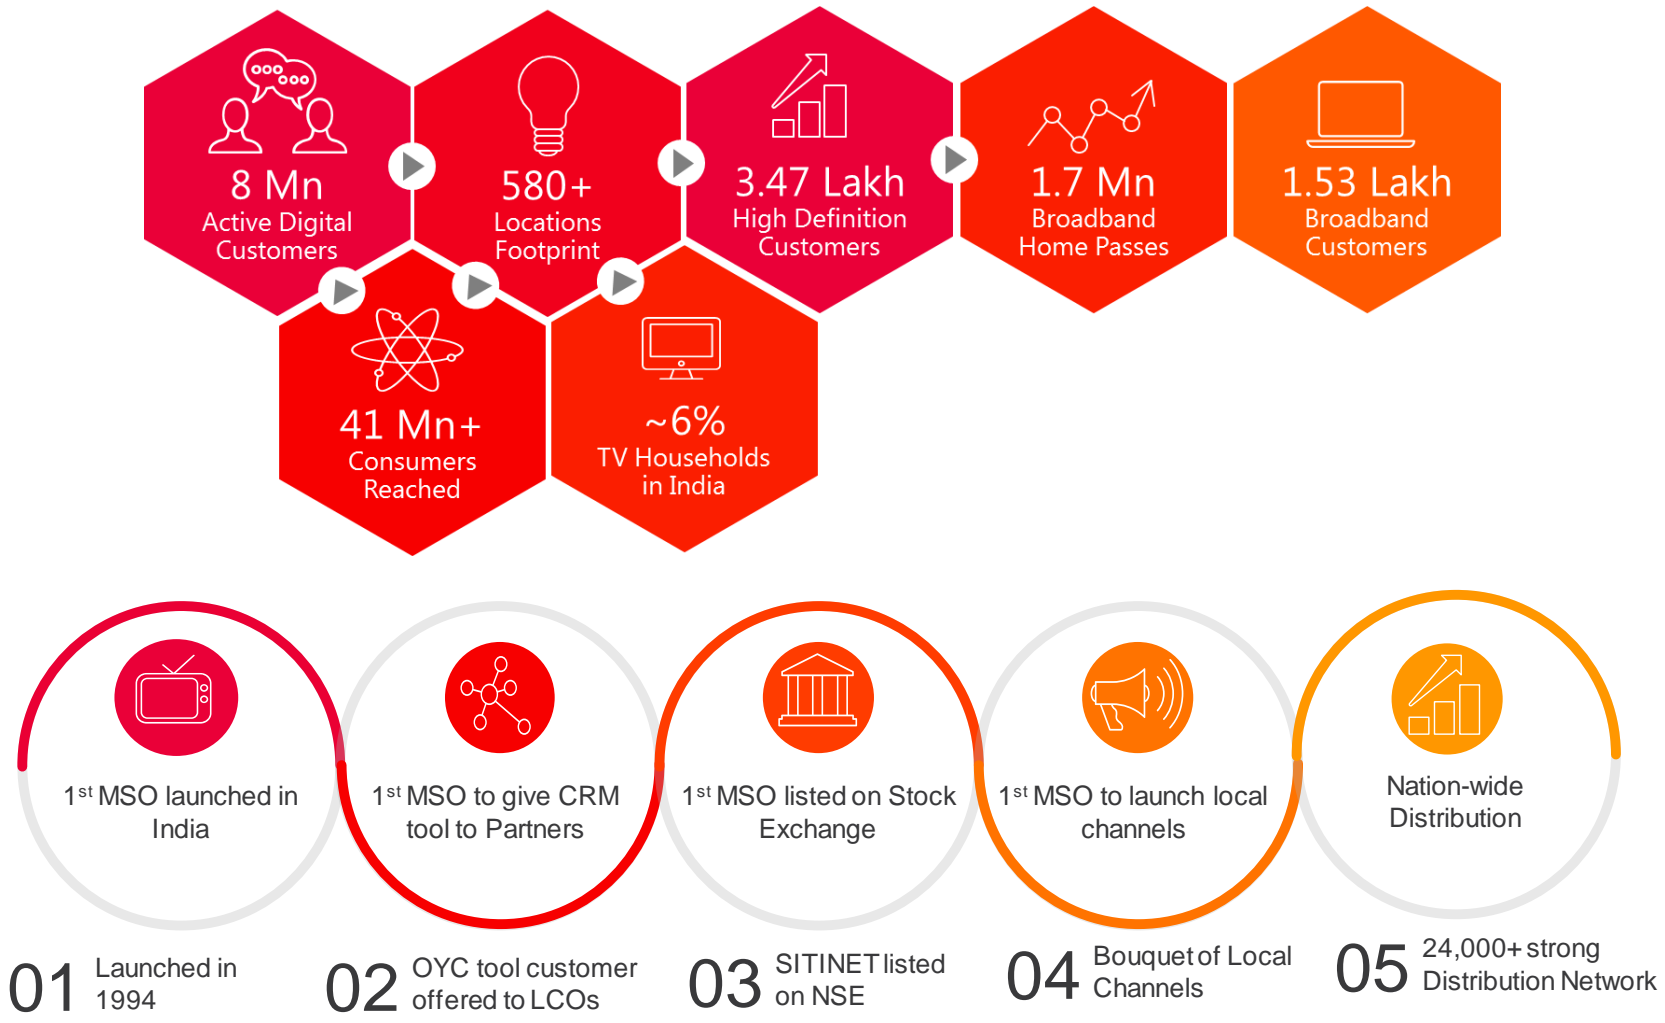 8 Mn
Active Digital
Customers
580+
Locations
Footprint
3.47 Lakh
High Definition
Customers
1.7 Mn
Broadband
Home Passes
1.53 Lakh
Broadband
Customers
41 Mn+
Consumers
Reached
~6%
TV Households
in India
1st MSO launched in
India
1st MSO to give CRM
tool to Partners
1st MSO listed on Stock
Exchange
1st MSO to launch local
channels
Nation-wide
Distribution
01
Launched in
1994
02
OYC tool customer
offered to LCOs
03
SITINET listed
on NSE
04
Bouquet of Local
Channels
05
24,000+ strong
Distribution Network